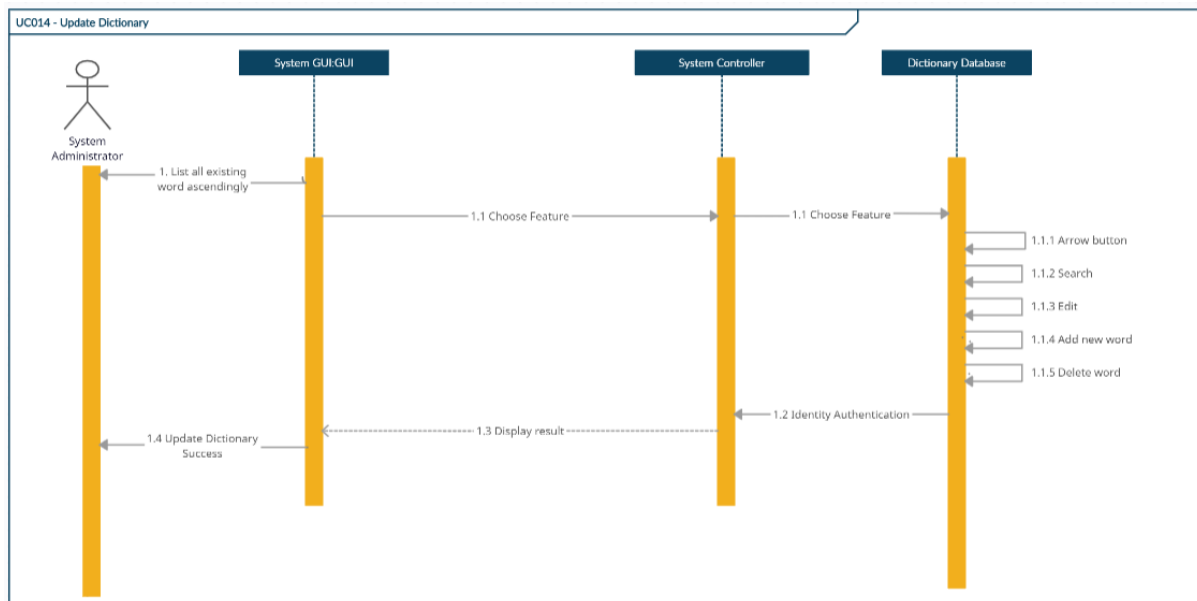 UC014 - Update Dictionary
System GUI:GUI
System Controller
Dictionary Database
System
Administrator
1. List all existing
word ascendingly
1.1 Choose Feature
1.1 Choose Feature
1.1.1 Arrow button
1.1.2 Search
1.1.3 Edit
1.1.4 Add new word
1.1.5 Delete word
1.2 Identity Authentication
1.3 Display result
1.4 Update Dictionary
Success